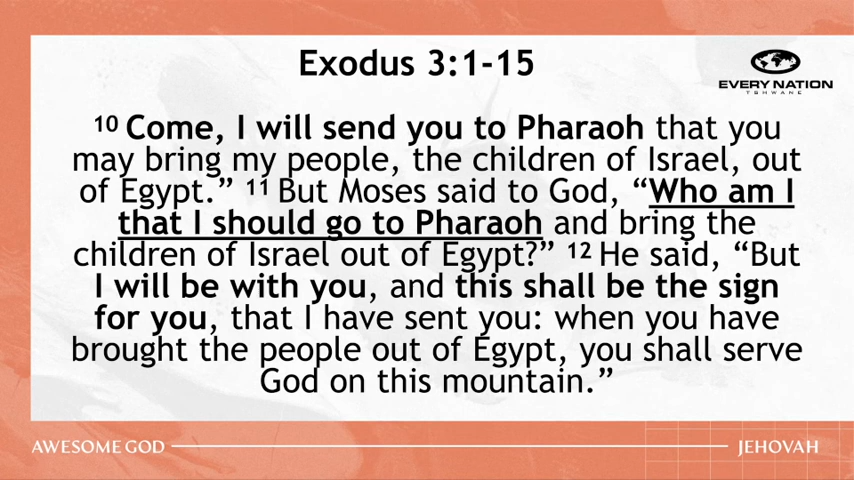 Exodus 3:1-15
EVERY NATION
TSHWANE
10 Come, I will send you to Pharaoh that you
may bring my people, the children of Israel, out
of Egypt.” 11 But Moses said to God, “Who am I
that I should go to Pharaoh and bring the
children of Israel out of Egypt?” 12 He said, “But
I will be with you, and this shall be the sign
for you, that I have sent you: when you have
brought the people out of Egypt, you shall serve
God on this mountain.”
AWESOME GOD
JEHOVAH